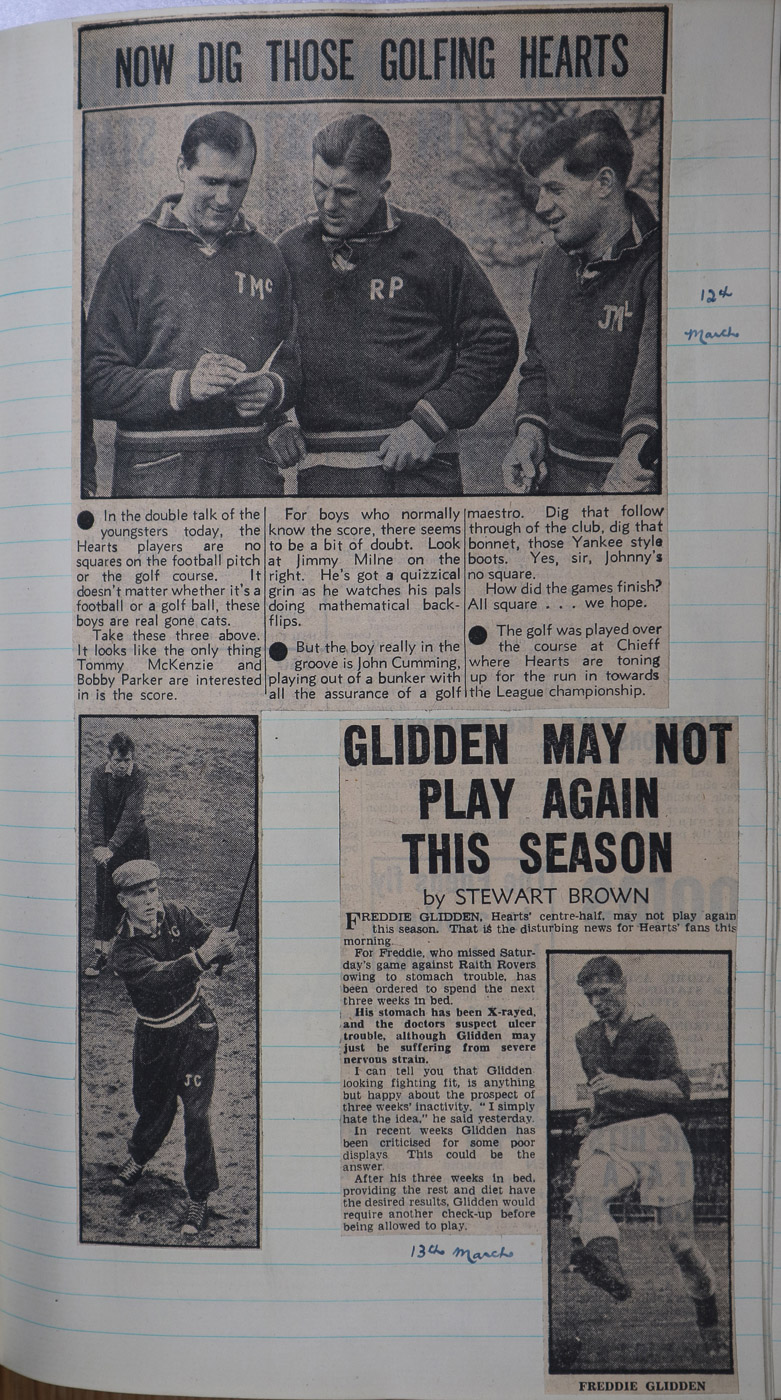 NOW DIG THOSE GOLFING HEARTS
TMc
RP
JML
12th
March
● In the double talk of the
youngsters today, the
Hearts players are no
squares on the football pitch
or the golf course. It
doesn't matter whether it's a
football or a golf ball, these
boys are real gone cats.
Take these three above.
It looks like the only thing
Tommy McKenzie and
Bobby Parker are interested
in is the score.
For boys who normally
know the score, there seems
to be a bit of doubt. Look
at Jimmy Milne on the
right. He's got a quizzical
grin as he watches his pals
doing mathematical back-
flips.
● But the boy really in the
groove is John Cumming,
playing out of a bunker with
all the assurance of a golf
maestro. Dig that follow
through of the club, dig that
bonnet, those Yankee style
boots. Yes, sir, Johnny's
no square.
How did the games finish?
All square . . . we hope.
● The golf was played over
the course at Chieff
where Hearts are toning
up for the run in towards
the League championship.
JC
GLIDDEN MAY NOT
PLAY AGAIN
THIS SEASON
by STEWART BROWN
FREDDIE GLIDDEN, Hearts' centre-half, may not play again
this season. That is the disturbing news for Hearts' fans this
morning.
For Freddie, who missed Satur-
day's game against Raith Rovers
owing to stomach trouble, has
been ordered to spend the next
three weeks in bed.
His stomach has been X-rayed,
and the doctors suspect ulcer
trouble, although Glidden may
just be suffering from severe
nervous strain.
I can tell you that Glidden
looking fighting fit, is anything
but happy about the prospect of
three weeks' inactivity. "I simply
hate the idea," he said yesterday.
In recent weeks Glidden has
been criticised for some poor
displays. This could be the
answer.
After his three weeks in bed,
providing the rest and diet have
the desired results, Glidden would
require another check-up before
being allowed to play.
13th March
FREDDIE GLIDDEN